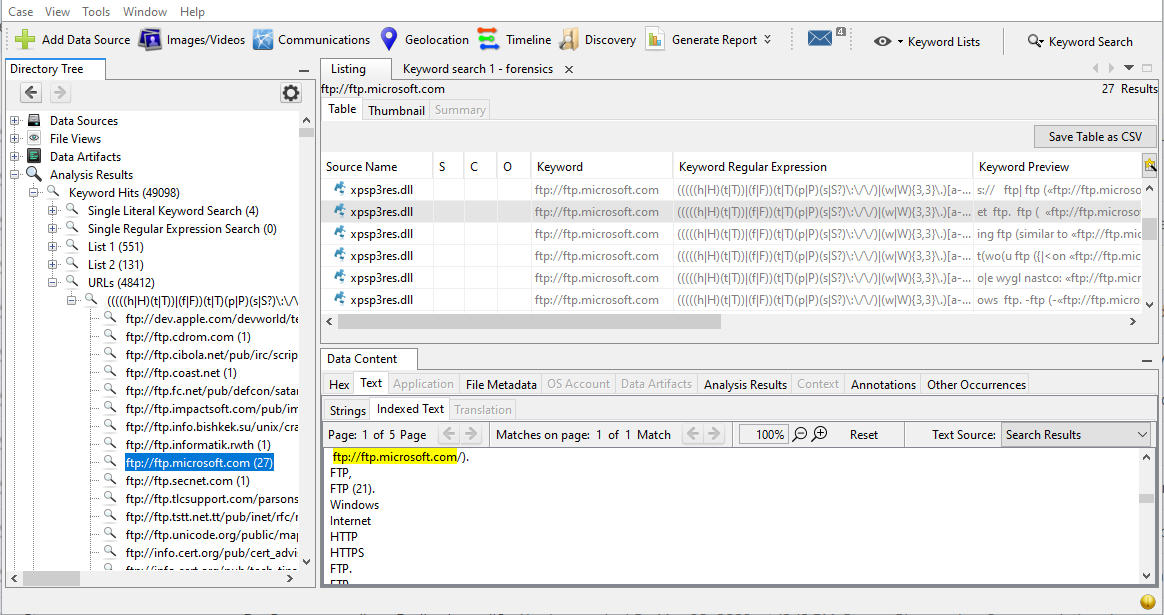 Case View Tools Window Help
Add Data Source Images/Videos Communications Geolocation Timeline Discovery Generate Report 4 Keyword Lists Keyword Search
Directory Tree
Listing Keyword search 1 - forensics
ftp://ftp.microsoft.com 27 Results
Table Thumbnail Summary
Save Table as CSV
Source Name S C O Keyword Keyword Regular Expression Keyword Preview
xpsp3res.dll ftp://ftp.microsoft.com (((((h|H)(t|T))|(f|F))(t|T)(p|P)(s|S?)\:\/\/)|(w|W){3,3}\.)[a-... s:// ftp| ftp («ftp://ftp.microso
xpsp3res.dll ftp://ftp.microsoft.com (((((h|H)(t|T))|(f|F))(t|T)(p|P)(s|S?)\:\/\/)|(w|W){3,3}\.)[a-... et ftp. ftp ( «ftp://ftp.microsof
xpsp3res.dll ftp://ftp.microsoft.com (((((h|H)(t|T))|(f|F))(t|T)(p|P)(s|S?)\:\/\/)|(w|W){3,3}\.)[a-... ing ftp (similar to «ftp://ftp.mi
xpsp3res.dll ftp://ftp.microsoft.com (((((h|H)(t|T))|(f|F))(t|T)(p|P)(s|S?)\:\/\/)|(w|W){3,3}\.)[a-... t(wo(u ftp ({|<on «ftp://ftp.mi
xpsp3res.dll ftp://ftp.microsoft.com (((((h|H)(t|T))|(f|F))(t|T)(p|P)(s|S?)\:\/\/)|(w|W){3,3}\.)[a-... o|e wygl nastco: «ftp://ftp.mic
xpsp3res.dll ftp://ftp.microsoft.com (((((h|H)(t|T))|(f|F))(t|T)(p|P)(s|S?)\:\/\/)|(w|W){3,3}\.)[a-... ows ftp. -ftp (-«ftp://ftp.micro
Data Sources
File Views
Data Artifacts
Analysis Results
Keyword Hits (49098)
Single Literal Keyword Search (4)
Single Regular Expression Search (0)
List 1 (551)
List 2 (131)
URLs (48412)
(((((h|H)(t|T))|(f|F))(t|T)(p|P)(s|S?)\:\/\/
ftp://dev.apple.com/devworld/te
ftp://ftp.cdrom.com (1)
ftp://ftp.cibola.net/pub/irc/scrip
ftp://ftp.coast.net (1)
ftp://ftp.fc.net/pub/defcon/satar
ftp://ftp.impactsoft.com/pub/im
ftp://ftp.info.bishkek.su/unix/cra
ftp://ftp.informatik.rwth (1)
ftp://ftp.microsoft.com (27)
ftp://ftp.secnet.com (1)
ftp://ftp.tlcsupport.com/parsons
ftp://ftp.tstt.net.tt/pub/inet/rfc/r
ftp://ftp.unicode.org/public/map
ftp://info.cert.org/pub/cert_advi
ftp://info.cert.org/pub/tech_tips
Data Content
Hex Text Application File Metadata OS Account Data Artifacts Analysis Results Context Annotations Other Occurrences
Strings Indexed Text Translation
Page: 1 of 5 Page Matches on page: 1 of 1 Match 100% Reset Text Source: Search Results
ftp://ftp.microsoft.com/).
FTP,
FTP (21).
Windows
Internet
HTTP
HTTPS
FTP.
FTP